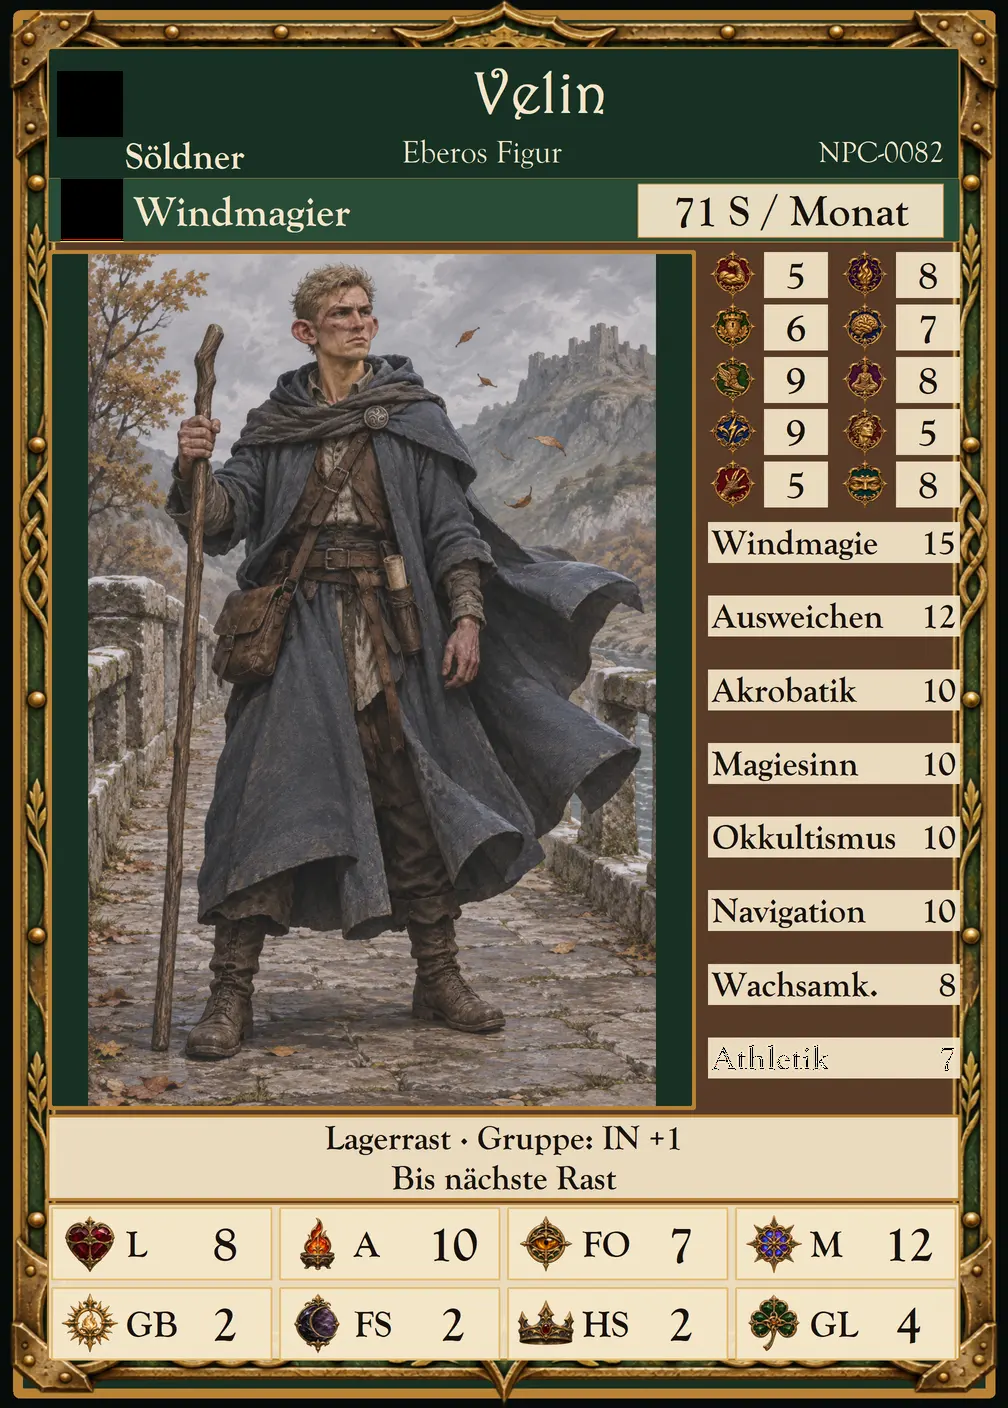 Velin
Söldner Eberos Figur NPC-0082
Windmagier 71 S / Monat
5 8
6 7
9 8
9 5
5 8
Windmagie 15
Ausweichen 12
Akrobatik 10
Magiesinn 10
Okkultismus 10
Navigation 10
Wachsamk. 8
Athletik 7
Lagerrast · Gruppe: IN +1
Bis nächste Rast
L 8 A 10 FO 7 M 12
GB 2 FS 2 HS 2 GL 4